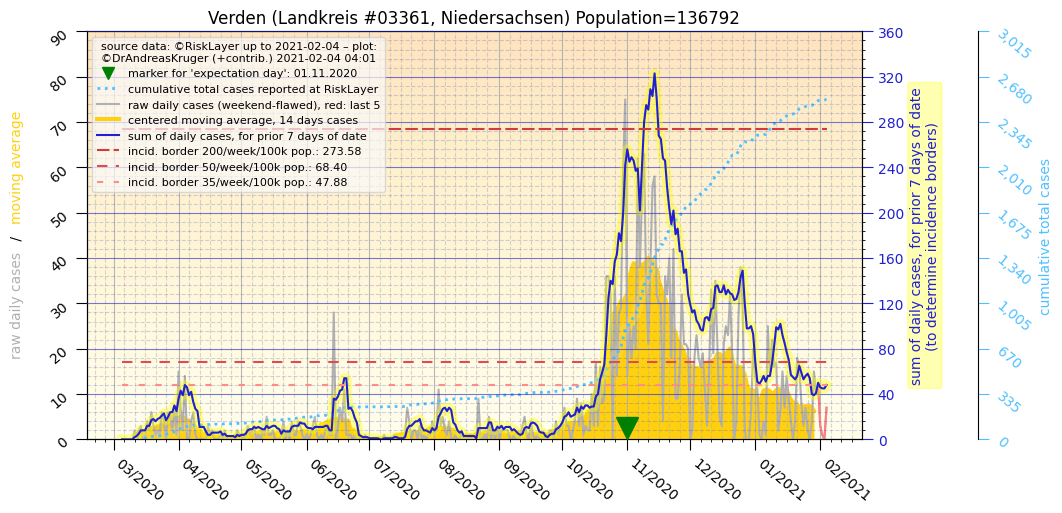 Verden (Landkreis #03361, Niedersachsen) Population=136792
source data: ©RiskLayer up to 2021-02-04 – plot:
©DrAndreasKruger (+contrib.) 2021-02-04 04:01
marker for 'expectation day': 01.11.2020
cumulative total cases reported at RiskLayer
raw daily cases (weekend-flawed), red: last 5
centered moving average, 14 days cases
sum of daily cases, for prior 7 days of date
incid. border 200/week/100k pop.: 273.58
incid. border 50/week/100k pop.: 68.40
incid. border 35/week/100k pop.: 47.88
raw daily cases / moving average
90
80
70
60
50
40
30
20
10
0
03/2020
04/2020
05/2020
06/2020
07/2020
08/2020
09/2020
10/2020
11/2020
12/2020
01/2021
02/2021
360
320
280
240
200
160
120
80
40
0
sum of daily cases, for prior 7 days of date
(to determine incidence borders)
3,015
2,680
2,345
2,010
1,675
1,340
1,005
670
335
0
cumulative total cases